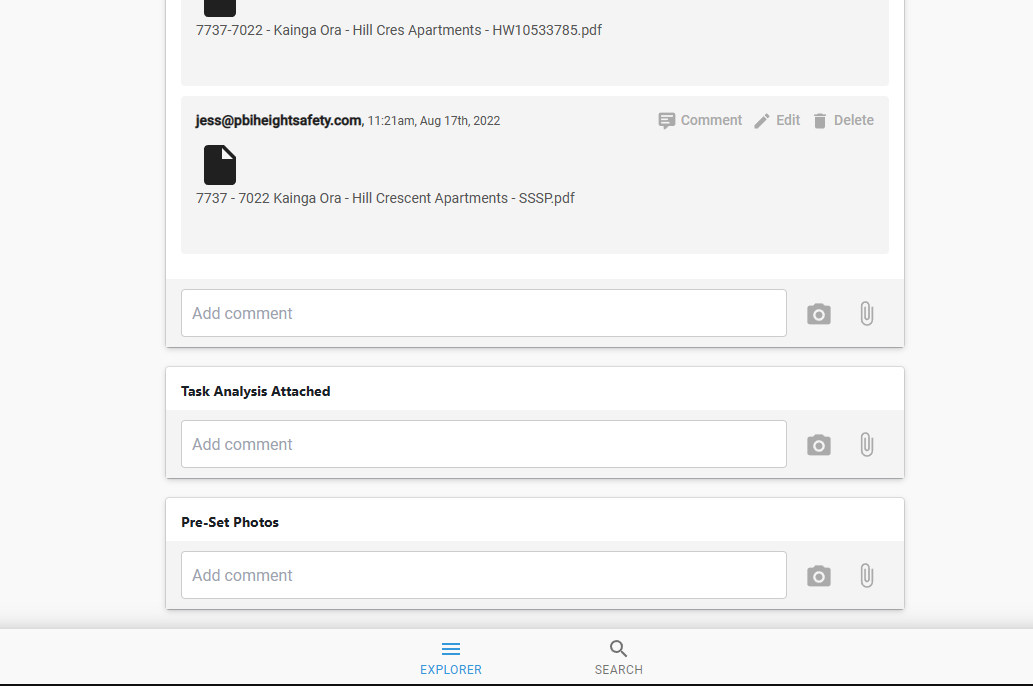 7737-7022 - Kainga Ora - Hill Cres Apartments - HW10533785.pdf
jess@pbiheightsafety.com, 11:21am, Aug 17th, 2022 Comment Edit Delete
7737 - 7022 Kainga Ora - Hill Crescent Apartments - SSSP.pdf
Add comment
Task Analysis Attached
Add comment
Pre-Set Photos
Add comment
EXPLORER SEARCH